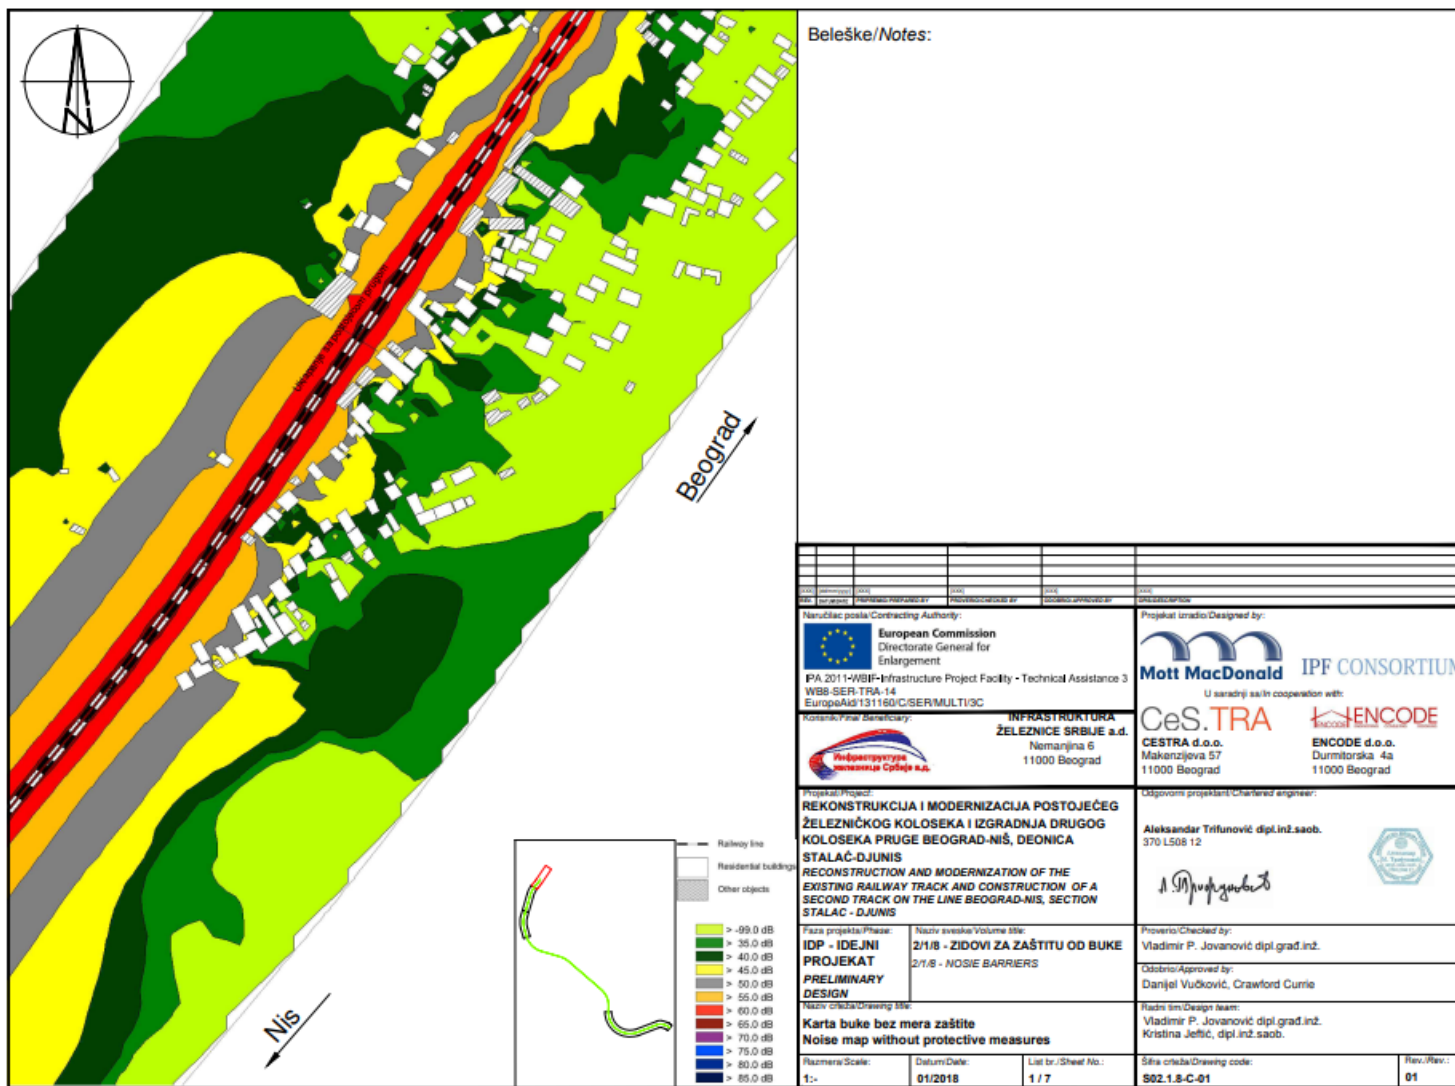 Beleške/Notes:
Uklapanje sa postojećom prugom
Beograd
Nis
Railway line
Residential buildings
Other objects
> -99.0 dB
> 35.0 dB
> 40.0 dB
> 45.0 dB
> 50.0 dB
> 55.0 dB
> 60.0 dB
> 65.0 dB
> 70.0 dB
> 75.0 dB
> 80.0 dB
> 85.0 dB
Naručilac posla/Contracting Authority:
European Commission
Directorate General for
Enlargement
IPA 2011-WBIF-Infrastructure Project Facility - Technical Assistance 3
WB8-SER-TRA-14
EuropeAid/131160/C/SER/MULTI/3C
Projekat izradio/Designed by:
Mott MacDonald
IPF CONSORTIUM
U saradnji sa/In cooperation with:
CeS.TRA
ENCODE
ENCODE
CESTRA d.o.o.
Makenzijeva 57
11000 Beograd
ENCODE d.o.o.
Durmitorska 4a
11000 Beograd
Korisnik/Final Beneficiary:
Инфраструктура
железнице Србије а.д.
INFRASTRUKTURA
ŽELEZNICE SRBIJE a.d.
Nemanjina 6
11000 Beograd
Projekat/Project:
REKONSTRUKCIJA I MODERNIZACIJA POSTOJEĆEG
ŽELEZNIČKOG KOLOSEKA I IZGRADNJA DRUGOG
KOLOSEKA PRUGE BEOGRAD-NIŠ, DEONICA
STALAĆ-DJUNIS
RECONSTRUCTION AND MODERNIZATION OF THE
EXISTING RAILWAY TRACK AND CONSTRUCTION OF A
SECOND TRACK ON THE LINE BEOGRAD-NIS, SECTION
STALAC - DJUNIS
Odgovorni projektant/Chartered engineer:
Aleksandar Trifunović dipl.inž.saob.
370 L508 12
Faza projekta/Phase:
IDP - IDEJNI
PROJEKAT
PRELIMINARY
DESIGN
Naziv sveske/Volume title:
2/1/8 - ZIDOVI ZA ZAŠTITU OD BUKE
2/1/8 - NOSIE BARRIERS
Proverio/Checked by:
Vladimir P. Jovanović dipl.građ.inž.
Odobrio/Approved by:
Danijel Vučković, Crawford Currie
Naziv crteža/Drawing title:
Karta buke bez mera zaštite
Noise map without protective measures
Radni tim/Design team:
Vladimir P. Jovanović dipl.građ.inž.
Kristina Jeftić, dipl.inž.saob.
Razmera/Scale:
1:-
Datum/Date:
01/2018
List br./Sheet No.:
1 / 7
Šifra crteža/Drawing code:
S02.1.8-C-01
Rev./Rev.:
01